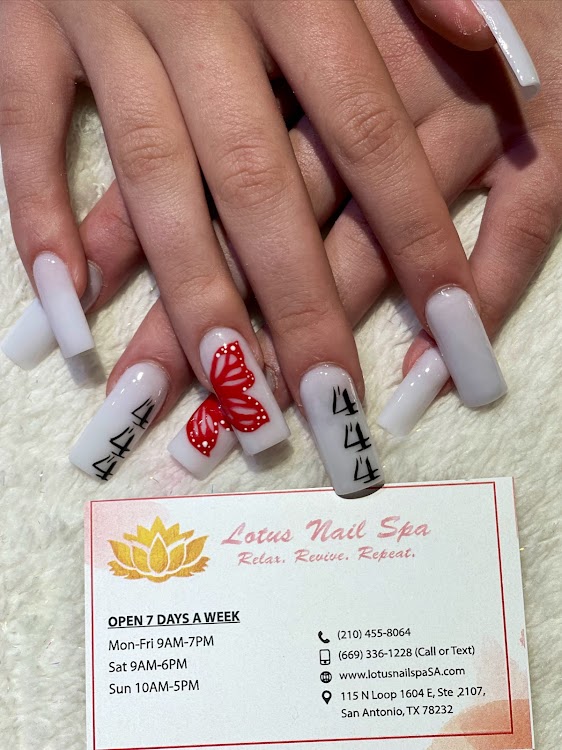 Lotus Nail Spa
Relax. Revive. Repeat.
OPEN 7 DAYS A WEEK
Mon-Fri 9AM-7PM
Sat 9AM-6PM
Sun 10AM-5PM
(210) 455-8064
(669) 336-1228 (Call or Text)
www.lotusnailspaSA.com
115 N Loop 1604 E, Ste ,2107,
San Antonio, TX 78232